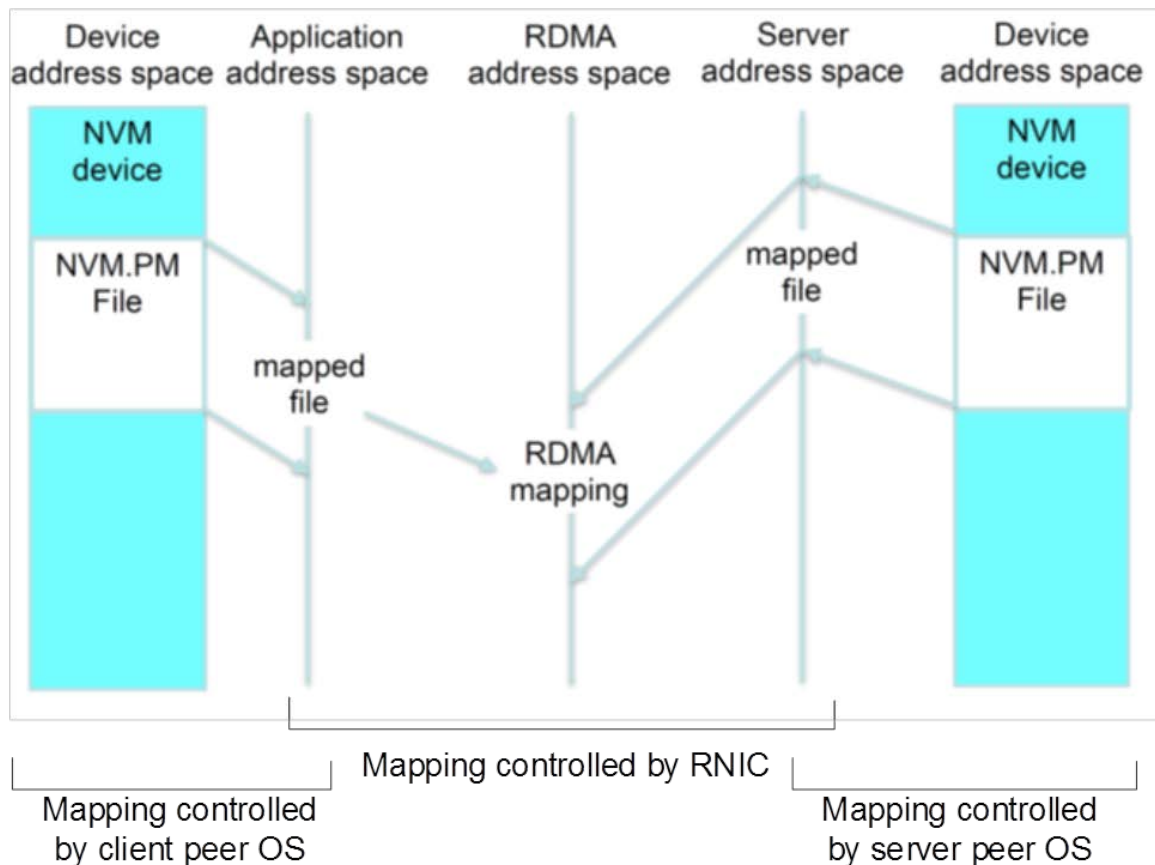 Device
address space
Application
address space
RDMA
address space
Server
address space
Device
address space
NVM
device
NVM.PM
File
mapped
file
RDMA
mapping
mapped
file
NVM
device
NVM.PM
File
Mapping controlled by RNIC
Mapping controlled
by client peer OS
Mapping controlled
by server peer OS